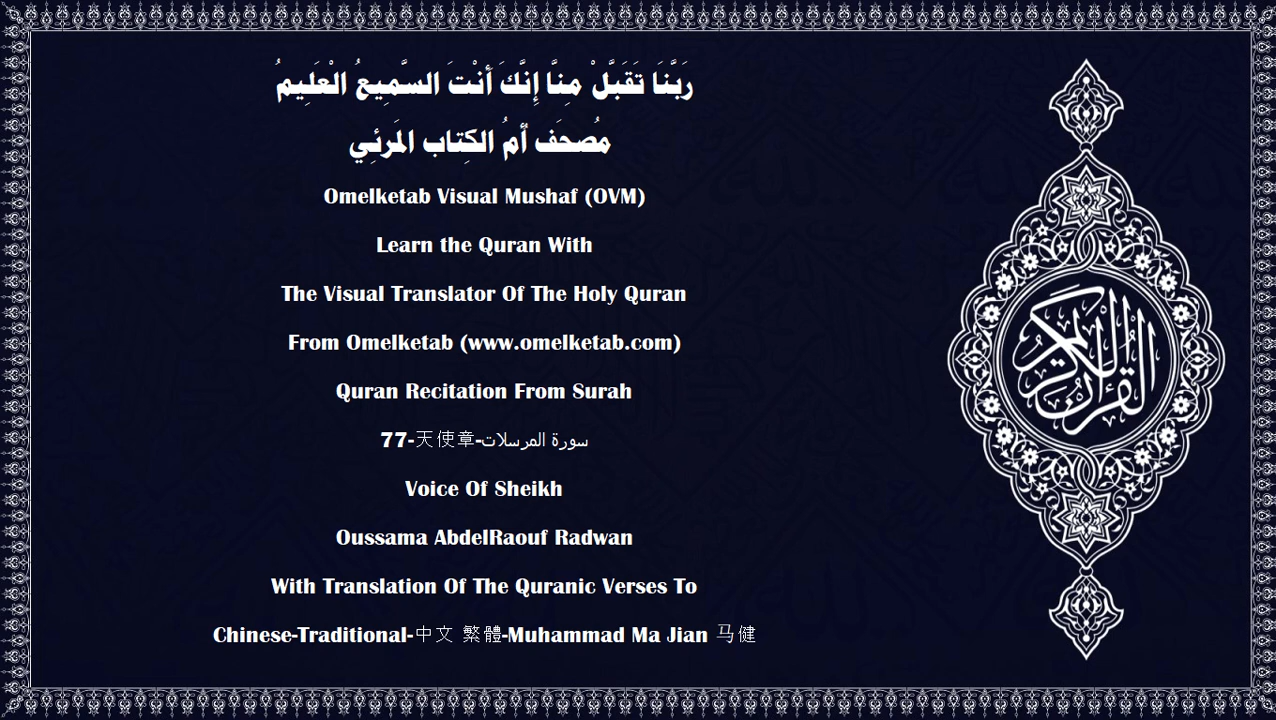 رَبَّنَا تَقَبَّلْ مِنَّا إِنَّكَ أَنْتَ السَّمِيعُ الْعَلِيمُ
مُصحَف أمُ الكِتاب المَرئِي
Omelketab Visual Mushaf (OVM)
Learn the Quran With
The Visual Translator Of The Holy Quran
From Omelketab (www.omelketab.com)
Quran Recitation From Surah
77-天使章-سورة المرسلات
Voice Of Sheikh
Oussama AbdelRaouf Radwan
With Translation Of The Quranic Verses To
Chinese-Traditional-中文 繁體-Muhammad Ma Jian 马健
القرآن الكريم